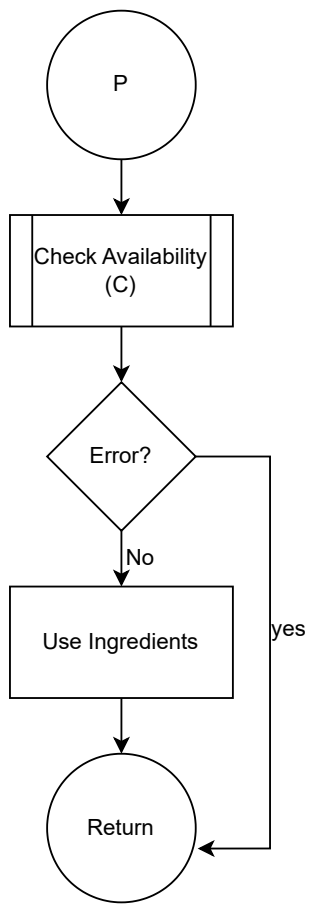 P
Check Availability
(C)
Error?
No
Use Ingredients
yes
Return